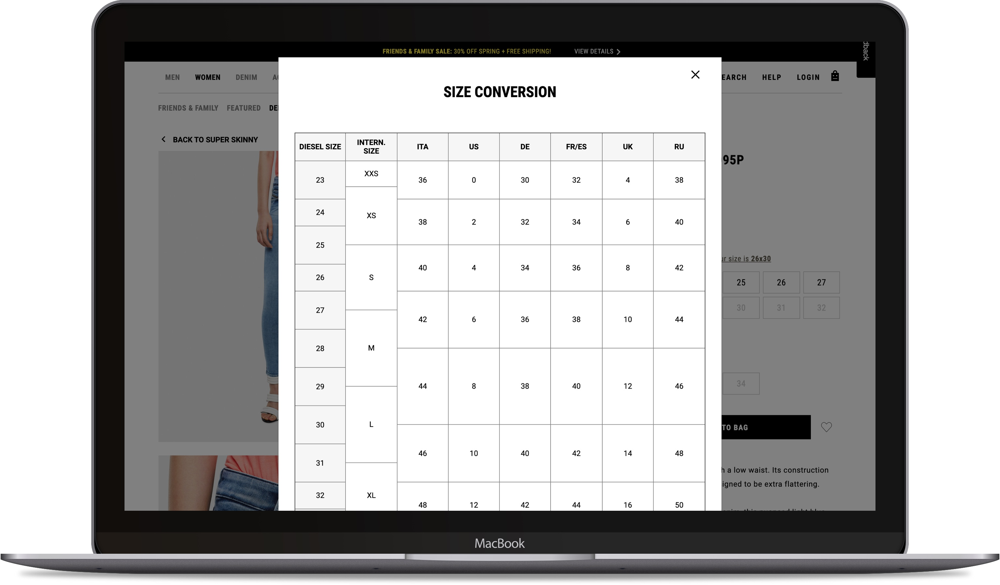 FRIENDS & FAMILY SALE: 30% OFF SPRING + FREE SHIPPING! VIEW DETAILS
MEN WOMEN DENIM
HELP LOGIN
SIZE CONVERSION
FRIENDS & FAMILY FEATURED
BACK TO SUPER SKINNY
DIESEL SIZE INTERN. SIZE ITA US DE FR/ES UK RU
23 XXS 36 0 30 32 4 38
24 XS 38 2 32 34 6 40
25
26 S 40 4 34 36 8 42
27 42 6 36 38 10 44
28 M
29 44 8 38 40 12 46
30 L
31 46 10 40 42 14 48
32 XL 48 12 42 44 16 50
95P
size is 26x30
25 26 27
30 31 32
34
TO BAG
a low waist. Its construction
to be extra flattering.
MacBook